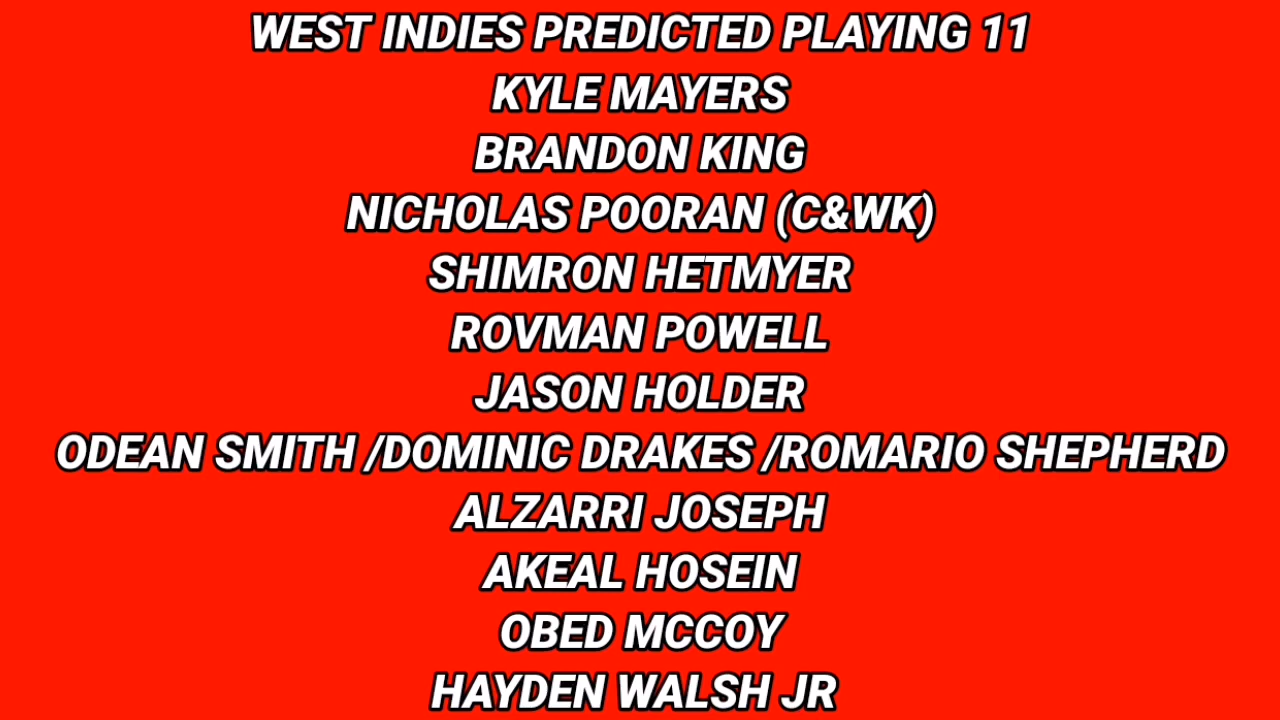 WEST INDIES PREDICTED PLAYING 11
KYLE MAYERS
BRANDON KING
NICHOLAS POORAN (C&WK)
SHIMRON HETMYER
ROVMAN POWELL
JASON HOLDER
ODEAN SMITH /DOMINIC DRAKES /ROMARIO SHEPHERD
ALZARRI JOSEPH
AKEAL HOSEIN
OBED MCCOY
HAYDEN WALSH JR